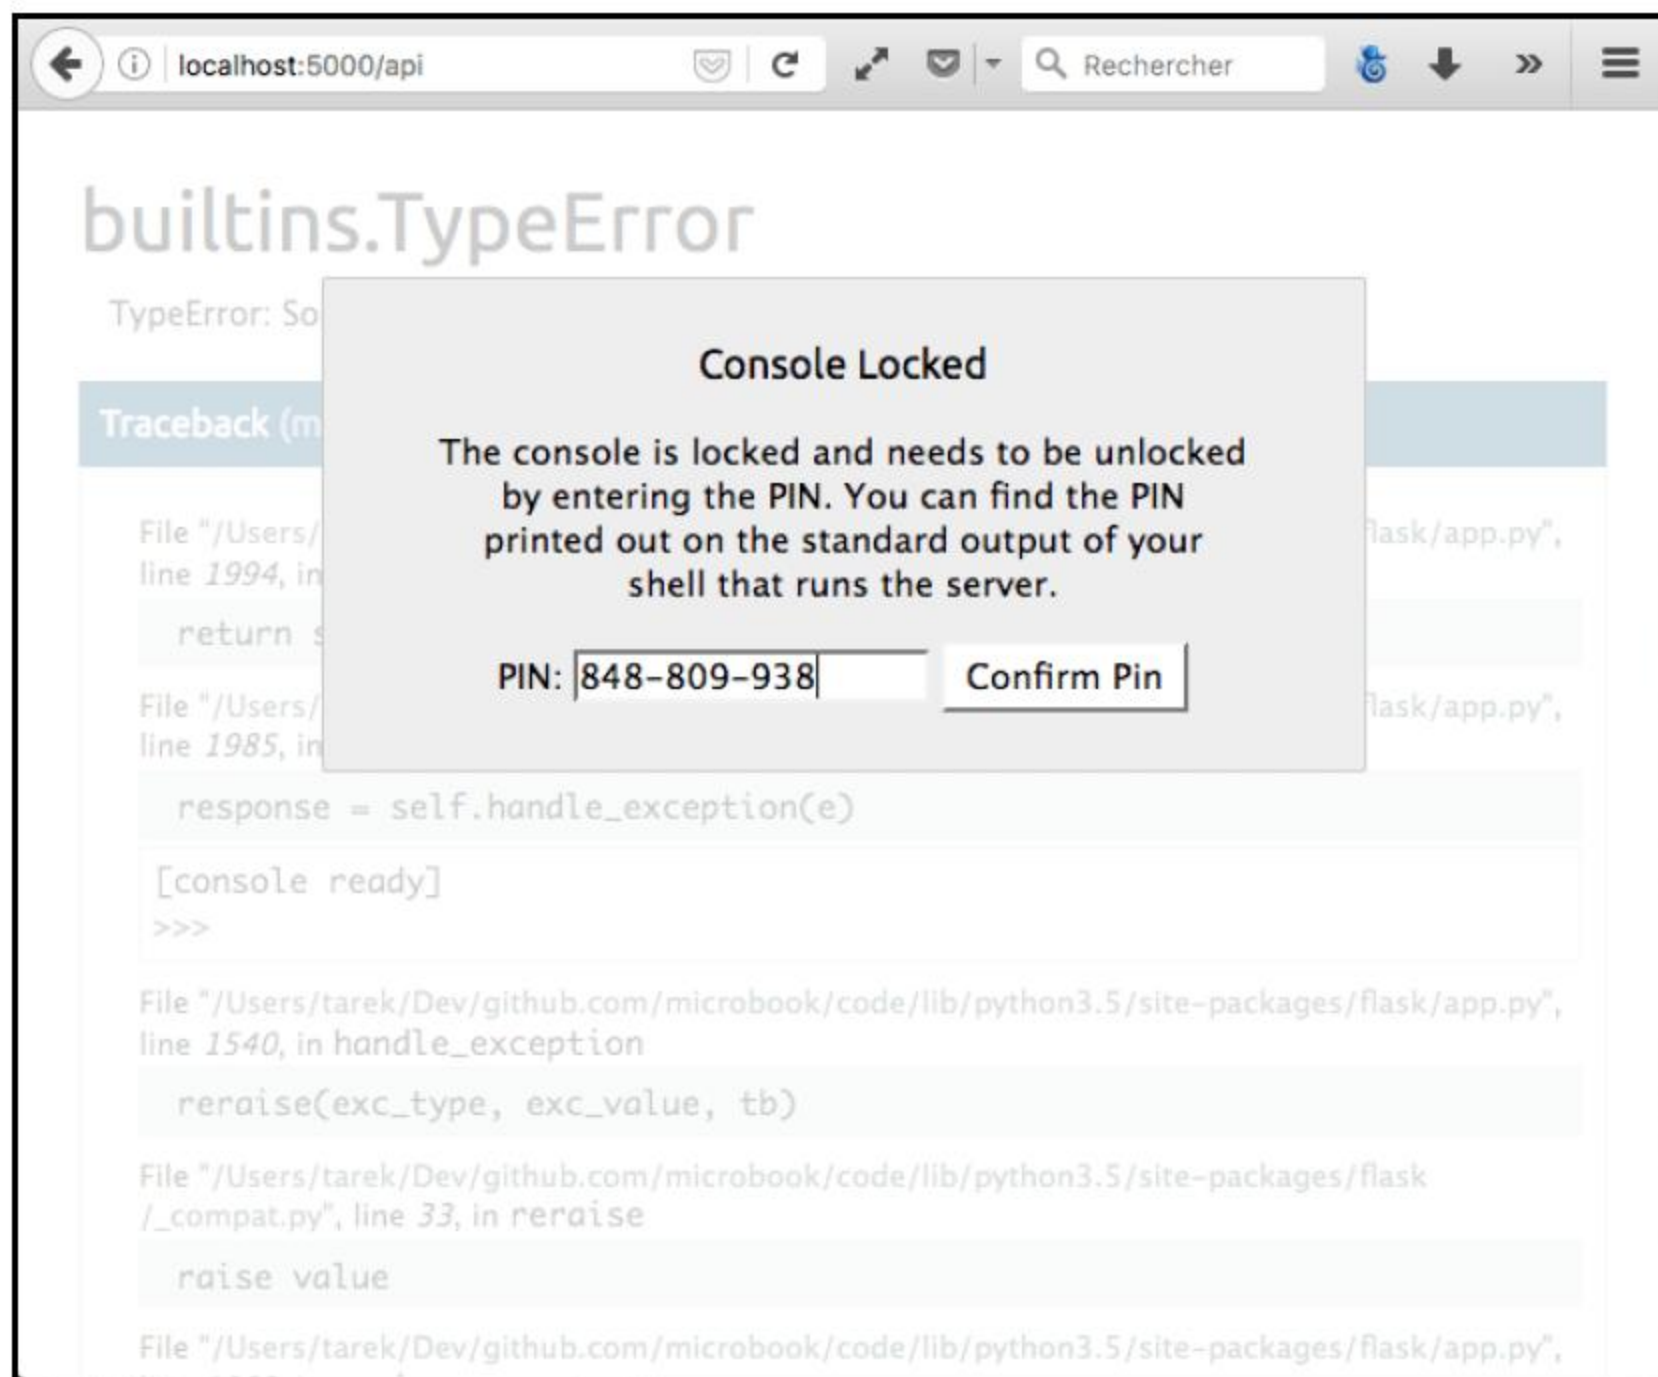 localhost:5000/api
Rechercher
builtins.TypeError
TypeError: So
Traceback (m
Console Locked
The console is locked and needs to be unlocked
by entering the PIN. You can find the PIN
printed out on the standard output of your
shell that runs the server.
PIN: 848-809-938 Confirm Pin
File "/Users/ flask/app.py",
line 1994, in
return s
File "/Users/ flask/app.py",
line 1985, in
response = self.handle_exception(e)
[console ready]
>>>
File "/Users/tarek/Dev/github.com/microbook/code/lib/python3.5/site-packages/flask/app.py",
line 1540, in handle_exception
reraise(exc_type, exc_value, tb)
File "/Users/tarek/Dev/github.com/microbook/code/lib/python3.5/site-packages/flask
/_compat.py", line 33, in reraise
raise value
File "/Users/tarek/Dev/github.com/microbook/code/lib/python3.5/site-packages/flask/app.py",